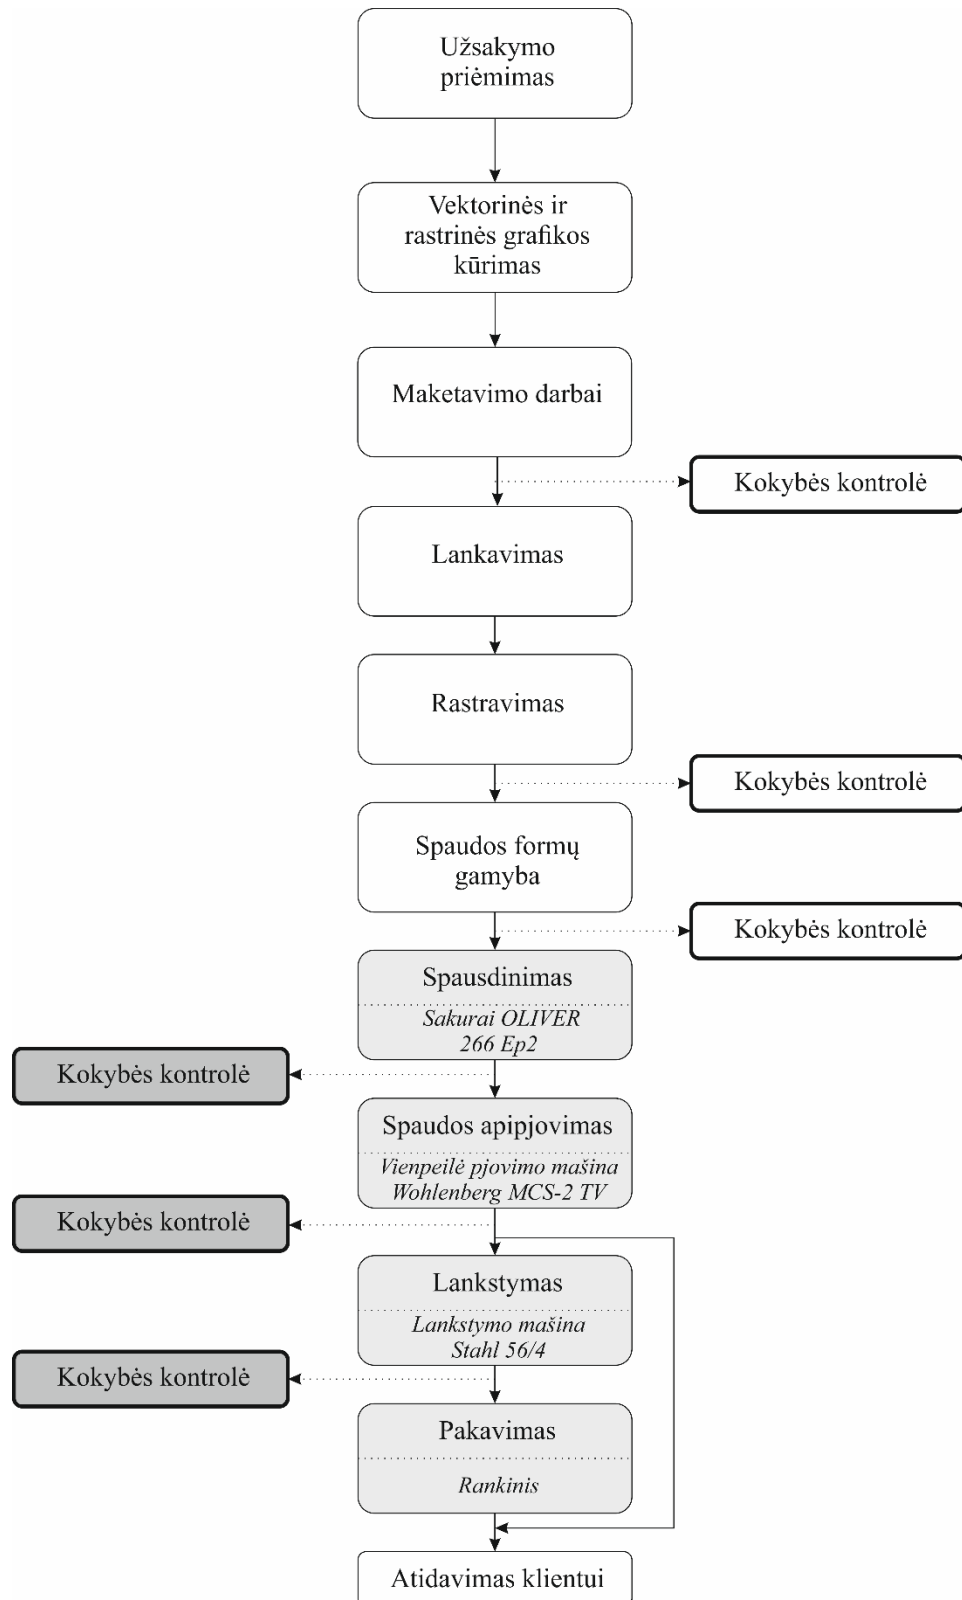 Užsakymo
priėmimas
Vektorinės ir
rastrinės grafikos
kūrimas
Maketavimo darbai
Kokybės kontrolė
Lankavimas
Rastravimas
Kokybės kontrolė
Spaudos formų
gamyba
Kokybės kontrolė
Spausdinimas
Sakurai OLIVER
266 Ep2
Kokybės kontrolė
Spaudos apipjovimas
Vienpeilė pjovimo mašina
Wohlenberg MCS-2 TV
Kokybės kontrolė
Lankstymas
Lankstymo mašina
Stahl 56/4
Kokybės kontrolė
Pakavimas
Rankinis
Atidavimas klientui